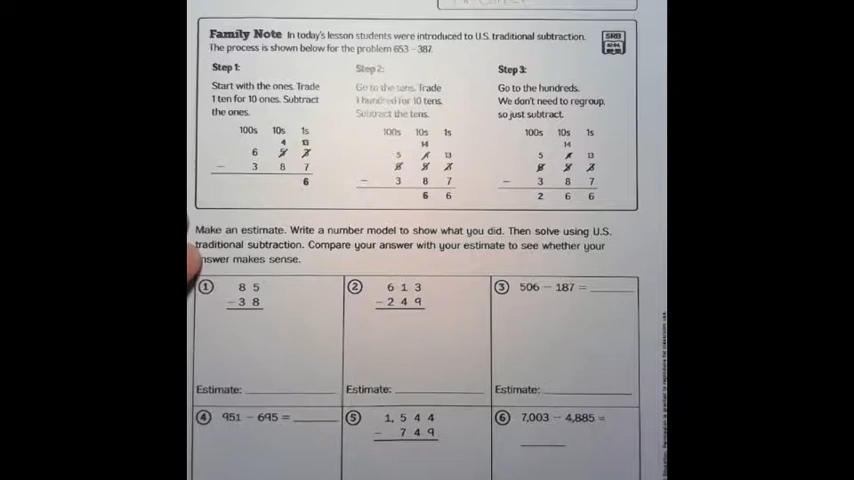 Family Note In today's lesson students were introduced to U.S. traditional subtraction.
The process is shown below for the problem 653 – 387.
SRB
Step 1:
Start with the ones. Trade
1 ten for 10 ones. Subtract
the ones.
100s 10s 1s
4 13
6 5 3
– 3 8 7
6
Step 2:
Go to the tens. Trade
1 hundred for 10 tens.
Subtract the tens.
100s 10s 1s
14
5 4 13
6 5 3
– 3 8 7
6 6
Step 3:
Go to the hundreds.
We don't need to regroup,
so just subtract.
100s 10s 1s
14
5 4 13
6 5 3
– 3 8 7
2 6 6
Make an estimate. Write a number model to show what you did. Then solve using U.S.
traditional subtraction. Compare your answer with your estimate to see whether your
nswer makes sense.
① 8 5
– 3 8
Estimate:
② 6 1 3
– 2 4 9
Estimate:
③ 506 – 187 =
Estimate:
④ 951 – 695 =
⑤ 1, 5 4 4
– 7 4 9
⑥ 7,003 – 4,885 =